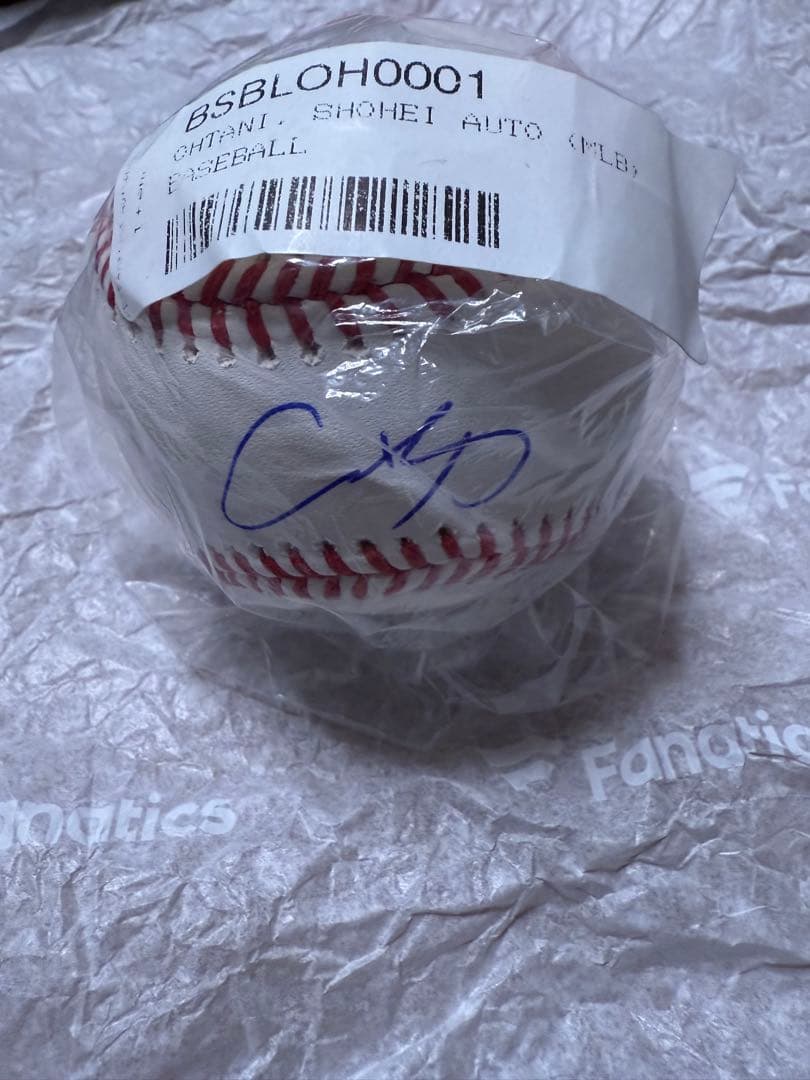 BSBLOH0001
OHTANI, SHOHEI AUTO (MLB)
BASEBALL
Fanatics
Fanatics